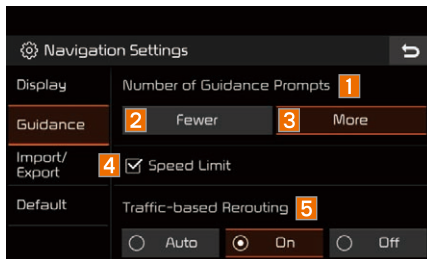 Navigation Settings
Display
Number of Guidance Prompts 1
Guidance
2 Fewer
3 More
Import/
Export
4 Speed Limit
Default
Traffic-based Rerouting 5
Auto
On
Off